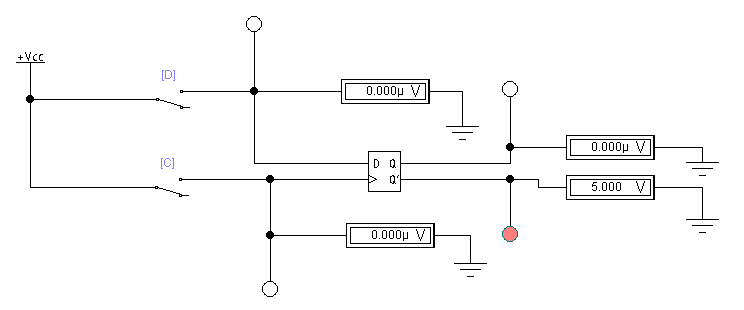 +Vcc
[D]
0.000µ V
D Q
0.000µ V
[C]
Q'
5.000 V
0.000µ V